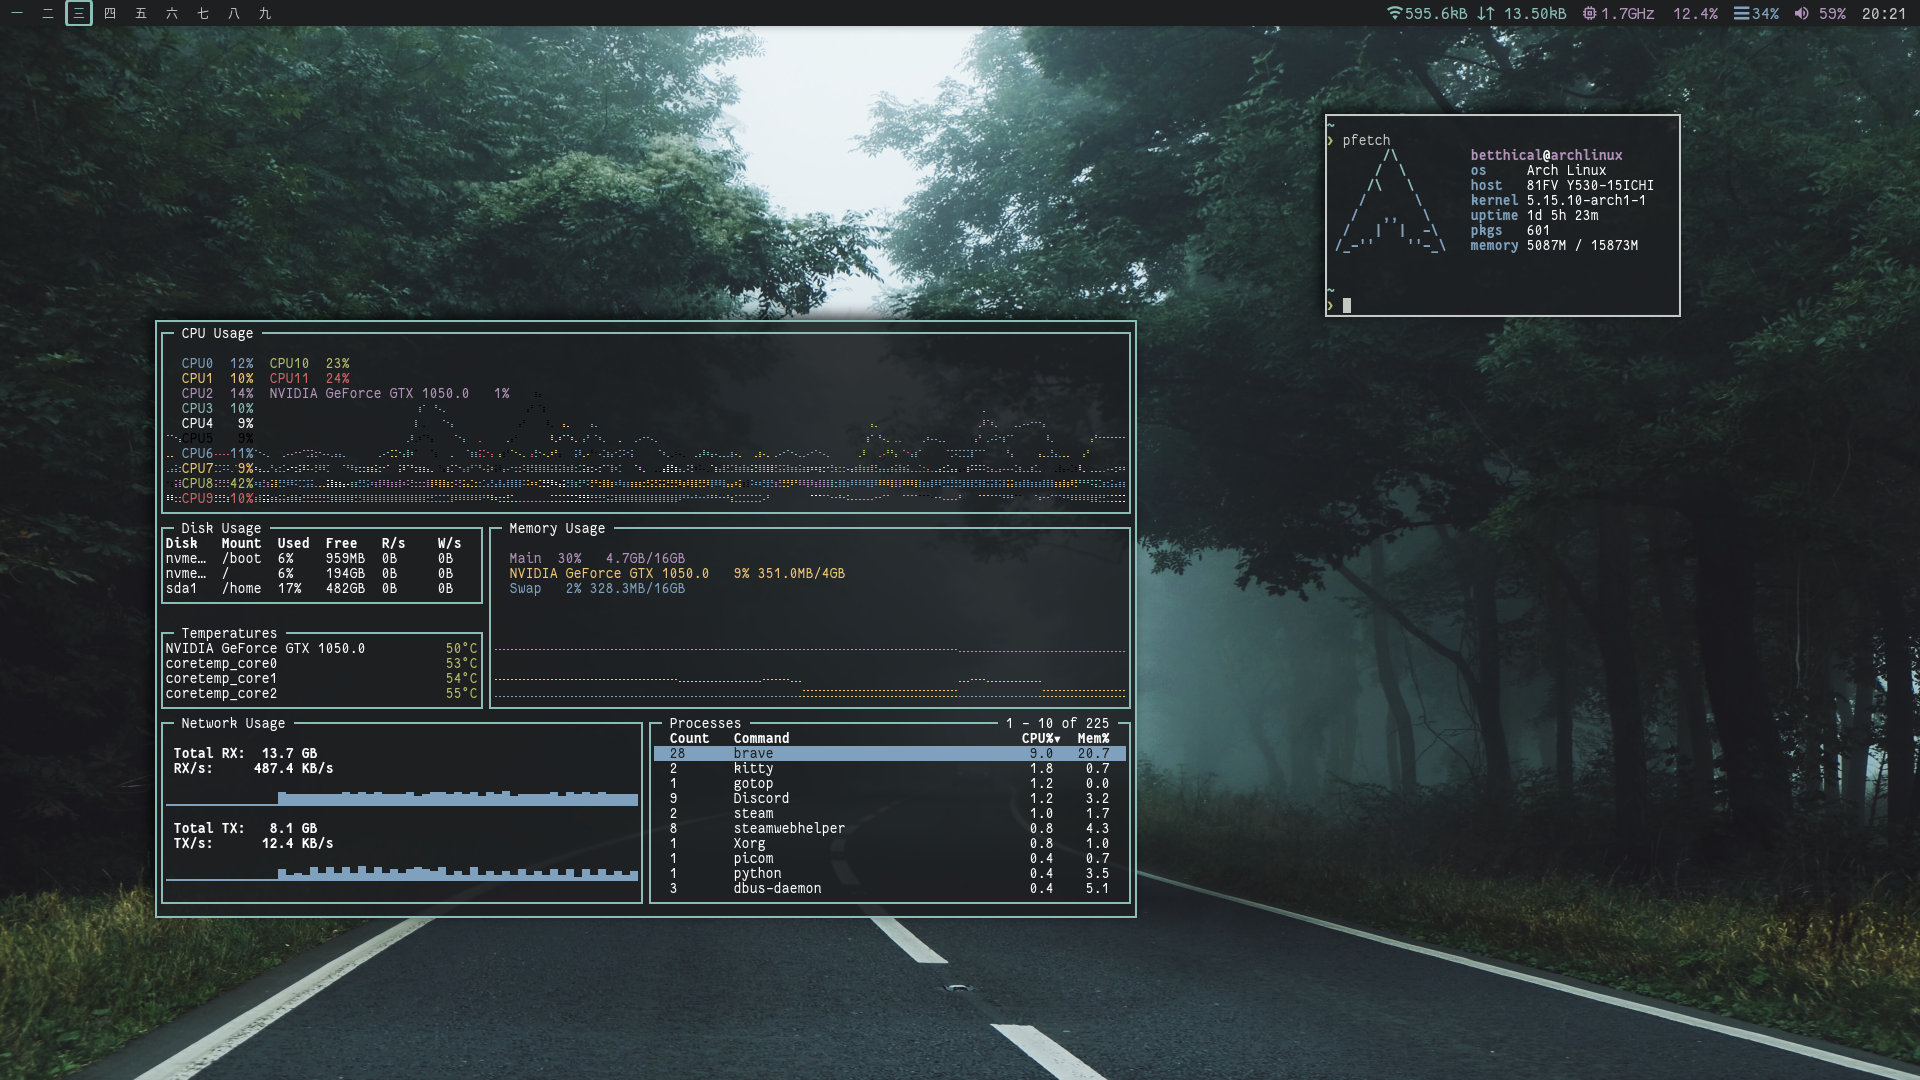 一 二 三 四 五 六 七 八 九
595.6kB ↓↑ 13.50kB 1.7GHz 12.4% 34% 59% 20:21
~
❯ pfetch
betthical@archlinux
os Arch Linux
host 81FV Y530-15ICHI
kernel 5.15.10-arch1-1
uptime 1d 5h 23m
pkgs 601
memory 5087M / 15873M
~
❯
CPU Usage
CPU0 12% CPU10 23%
CPU1 10% CPU11 24%
CPU2 14% NVIDIA GeForce GTX 1050.0 1%
CPU3 10%
CPU4 9%
CPU5 9%
CPU6 11%
CPU7 9%
CPU8 42%
CPU9 10%
Disk Usage
Disk Mount Used Free R/s W/s
nvme… /boot 6% 959MB 0B 0B
nvme… / 6% 194GB 0B 0B
sda1 /home 17% 482GB 0B 0B
Memory Usage
Main 30% 4.7GB/16GB
NVIDIA GeForce GTX 1050.0 9% 351.0MB/4GB
Swap 2% 328.3MB/16GB
Temperatures
NVIDIA GeForce GTX 1050.0 50°C
coretemp_core0 53°C
coretemp_core1 54°C
coretemp_core2 55°C
Network Usage
Total RX: 13.7 GB
RX/s: 487.4 KB/s
Total TX: 8.1 GB
TX/s: 12.4 KB/s
Processes 1 - 10 of 225
Count Command CPU%▼ Mem%
28 brave 9.0 20.7
2 kitty 1.8 0.7
1 gotop 1.2 0.0
9 Discord 1.2 3.2
2 steam 1.0 1.7
8 steamwebhelper 0.8 4.3
1 Xorg 0.8 1.0
1 picom 0.4 0.7
1 python 0.4 3.5
3 dbus-daemon 0.4 5.1